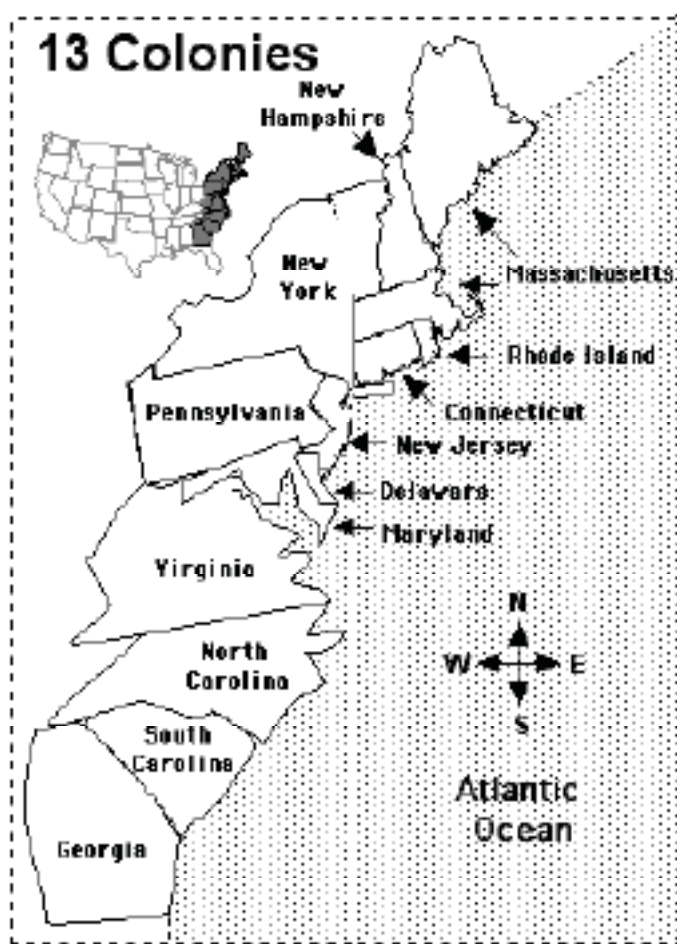 13 Colonies
New
Hampshire
New
York
Massachusetts
Rhode Island
Connecticut
Pennsylvania
New Jersey
Delaware
Maryland
Virginia
N
W E
S
North
Carolina
South
Carolina
Atlantic
Ocean
Georgia